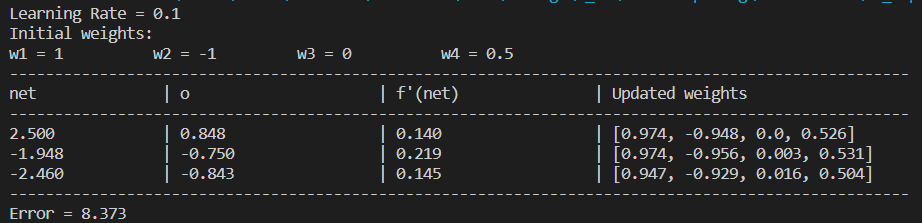 Learning Rate = 0.1
Initial weights:
w1 = 1 w2 = -1 w3 = 0 w4 = 0.5
--------------------------------------------------------------------------------------------------
net | o | f'(net) | Updated weights
--------------------------------------------------------------------------------------------------
2.500 | 0.848 | 0.140 | [0.974, -0.948, 0.0, 0.526]
-1.948 | -0.750 | 0.219 | [0.974, -0.956, 0.003, 0.531]
-2.460 | -0.843 | 0.145 | [0.947, -0.929, 0.016, 0.504]
--------------------------------------------------------------------------------------------------
Error = 8.373